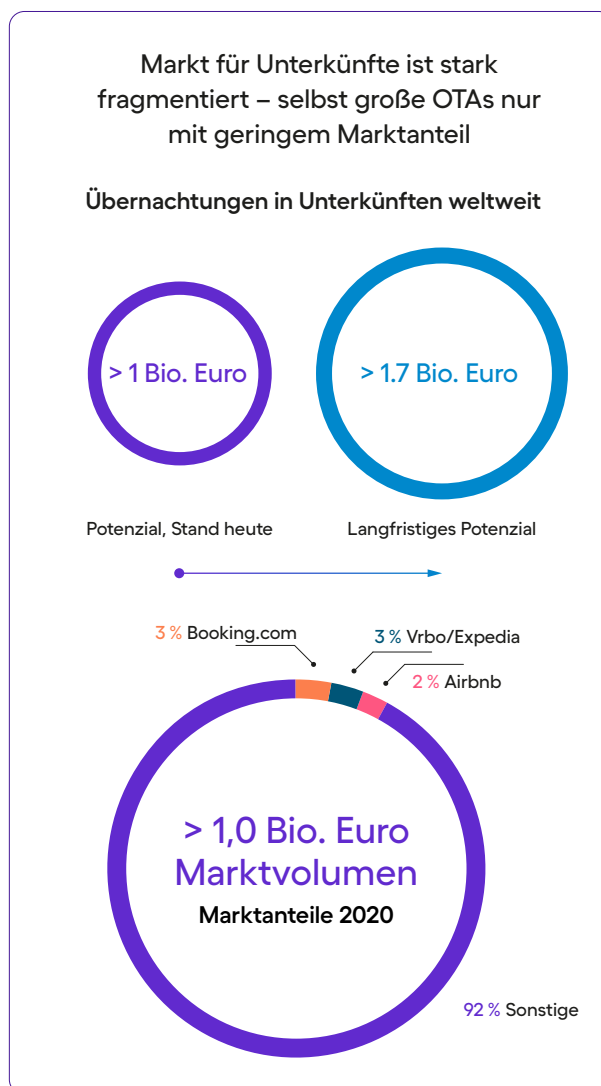 Markt für Unterkünfte ist stark
fragmentiert – selbst große OTAs nur
mit geringem Marktanteil
Übernachtungen in Unterkünften weltweit
> 1 Bio. Euro
> 1.7 Bio. Euro
Potenzial, Stand heute
Langfristiges Potenzial
3 % Booking.com
3 % Vrbo/Expedia
2 % Airbnb
> 1,0 Bio. Euro
Marktvolumen
Marktanteile 2020
92 % Sonstige